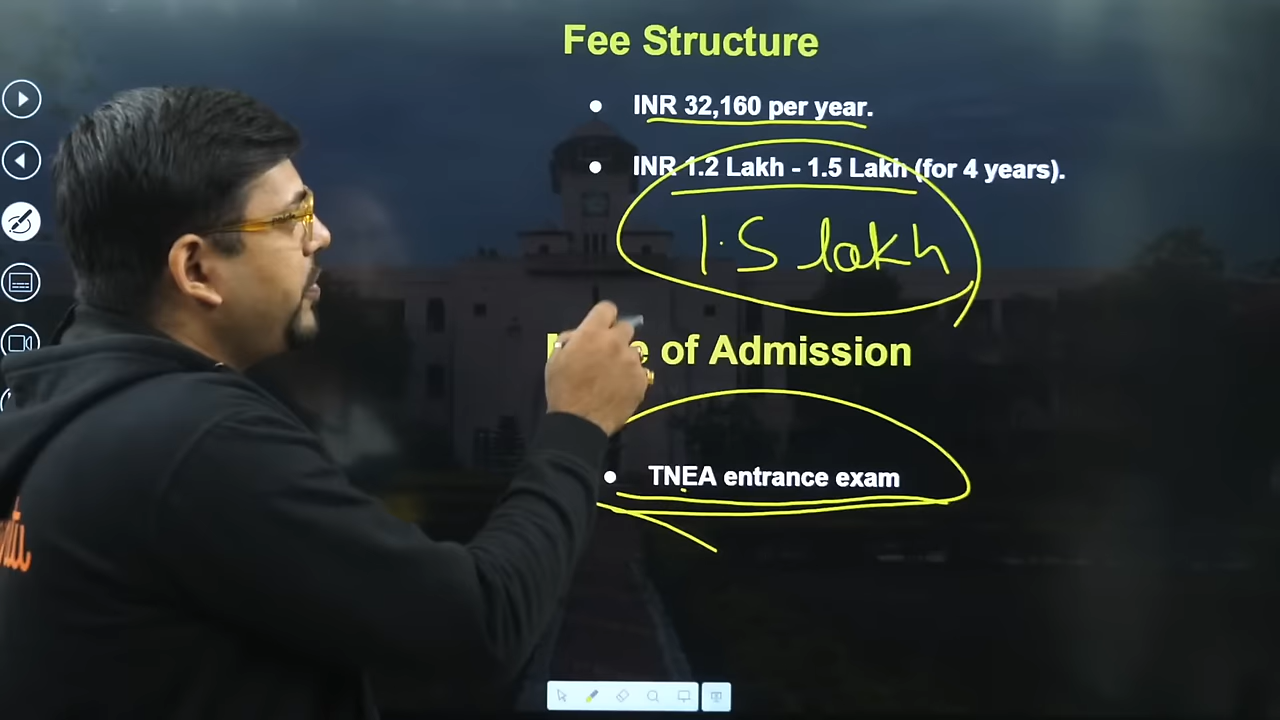 Fee Structure
INR 32,160 per year.
INR 1.2 Lakh - 1.5 Lakh (for 4 years).
1.5 lakh
of Admission
TNEA entrance exam